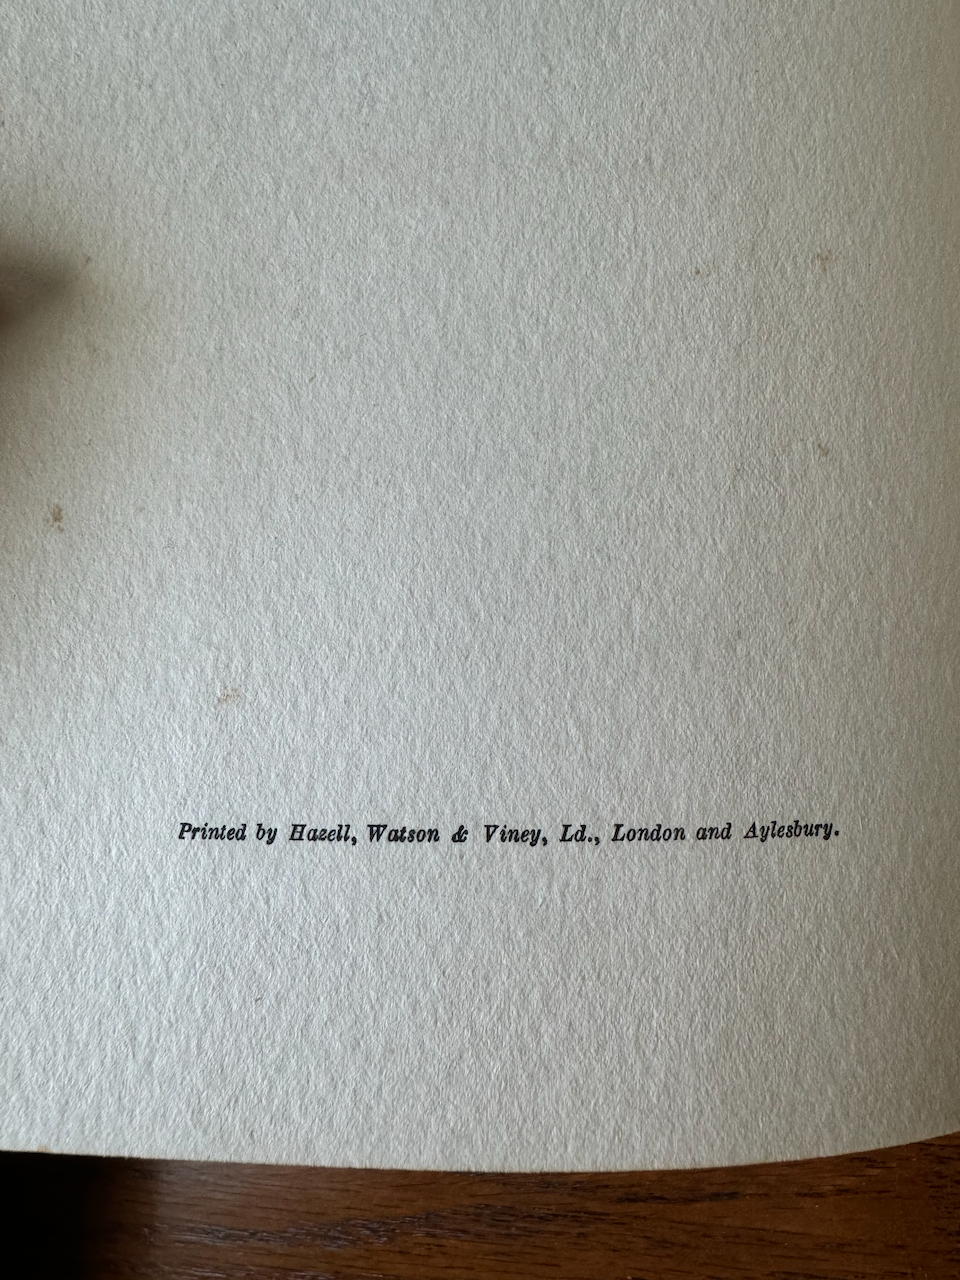 Printed by Hazell, Watson & Viney, Ld., London and Aylesbury.